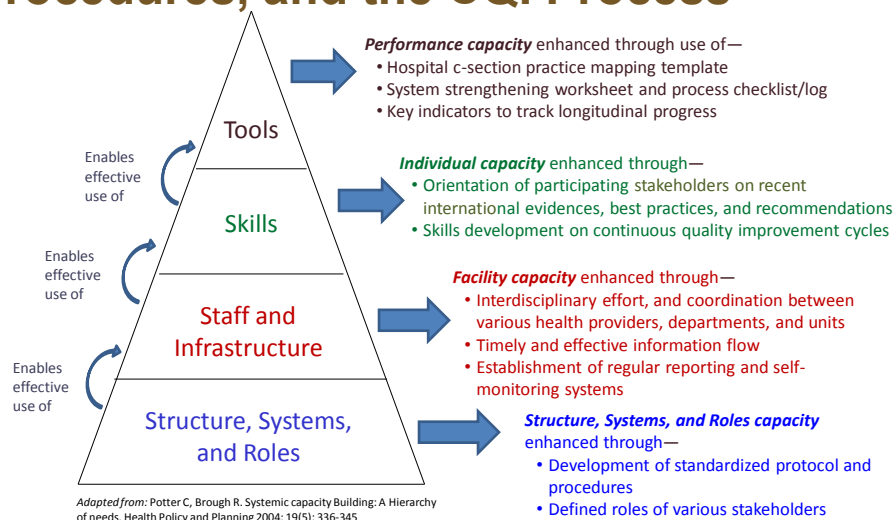 rocedures, and the CQI Process
Performance capacity enhanced through use of—
• Hospital c-section practice mapping template
• System strengthening worksheet and process checklist/log
• Key indicators to track longitudinal progress
Tools
Enables
effective
use of
Individual capacity enhanced through—
• Orientation of participating stakeholders on recent
international evidences, best practices, and recommendations
• Skills development on continuous quality improvement cycles
Skills
Enables
effective
use of
Facility capacity enhanced through—
• Interdisciplinary effort, and coordination between
various health providers, departments, and units
• Timely and effective information flow
• Establishment of regular reporting and self-
monitoring systems
Staff and
Infrastructure
Enables
effective
use of
Structure, Systems,
and Roles
Structure, Systems, and Roles capacity
enhanced through—
• Development of standardized protocol and
procedures
• Defined roles of various stakeholders
Adapted from: Potter C, Brough R. Systemic capacity Building: A Hierarchy
of needs. Health Policy and Planning 2004; 19(5): 336-345